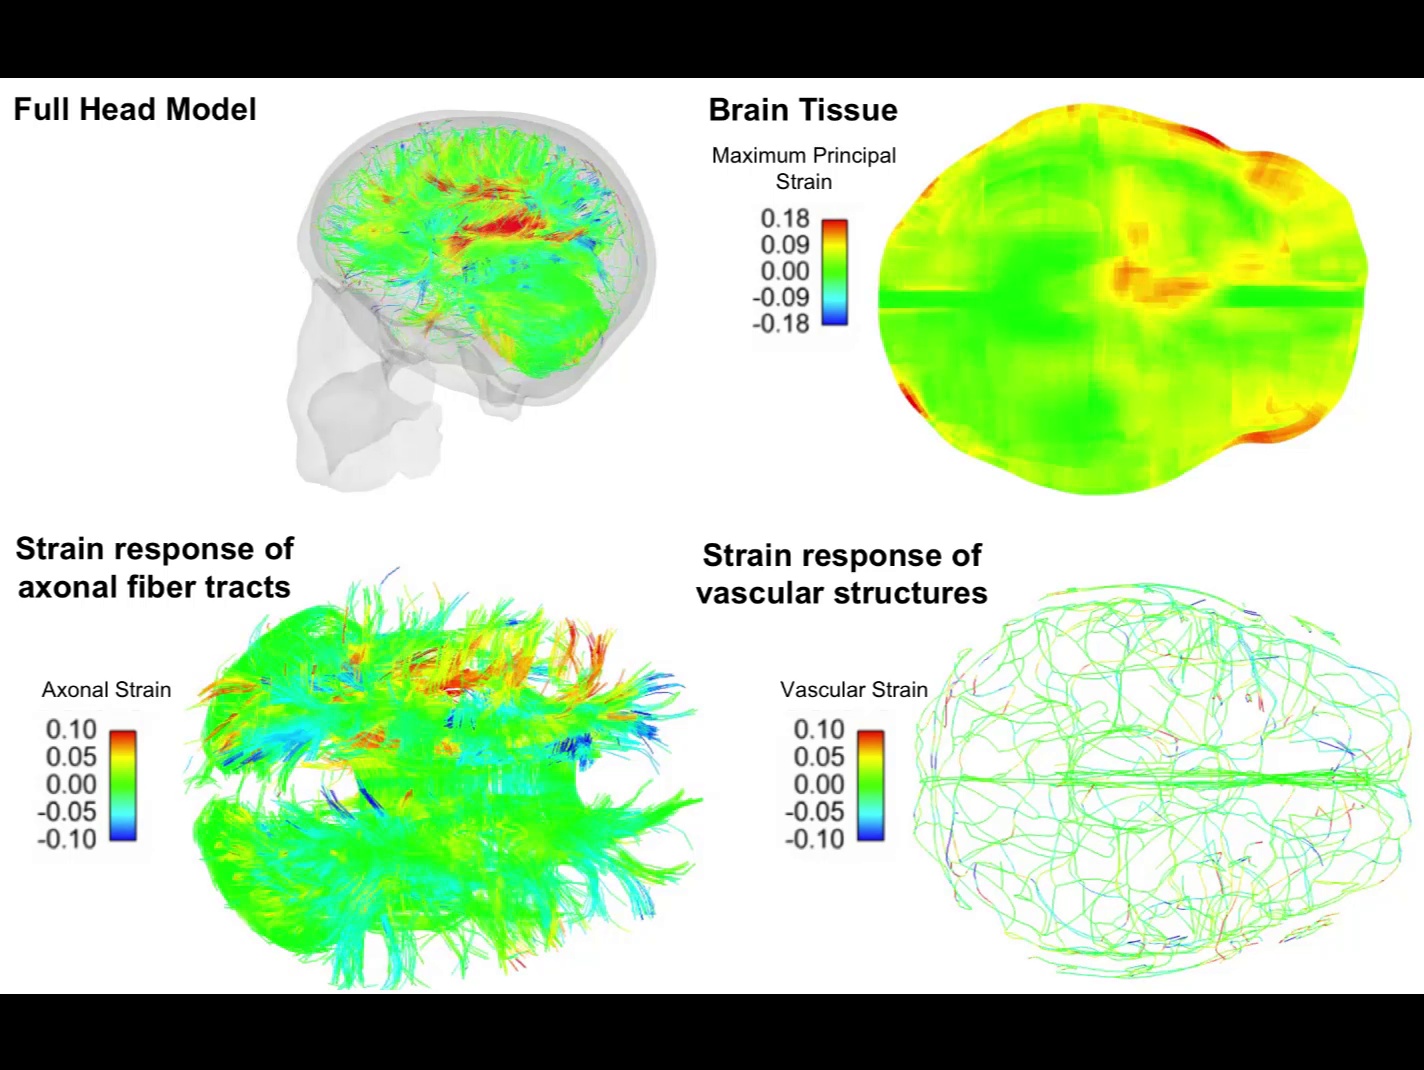 Full Head Model
Brain Tissue
Maximum Principal
Strain
0.18
0.09
0.00
-0.09
-0.18
Strain response of
axonal fiber tracts
Axonal Strain
0.10
0.05
0.00
-0.05
-0.10
Strain response of
vascular structures
Vascular Strain
0.10
0.05
0.00
-0.05
-0.10